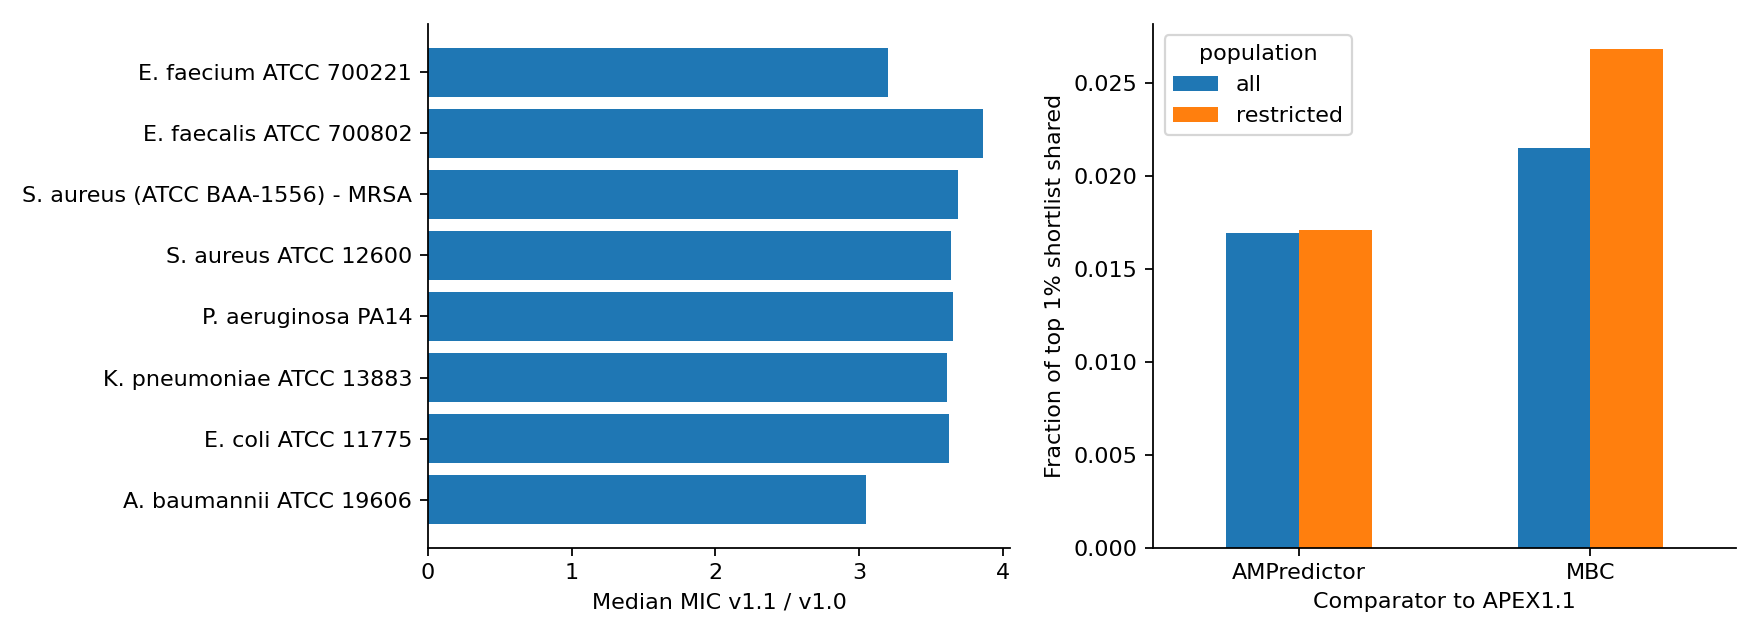 E. faecium ATCC 700221
E. faecalis ATCC 700802
S. aureus (ATCC BAA-1556) - MRSA
S. aureus ATCC 12600
P. aeruginosa PA14
K. pneumoniae ATCC 13883
E. coli ATCC 11775
A. baumannii ATCC 19606
0 1 2 3 4
Median MIC v1.1 / v1.0
Fraction of top 1% shortlist shared
0.025
0.020
0.015
0.010
0.005
0.000
population
all
restricted
AMPredictor MBC
Comparator to APEX1.1